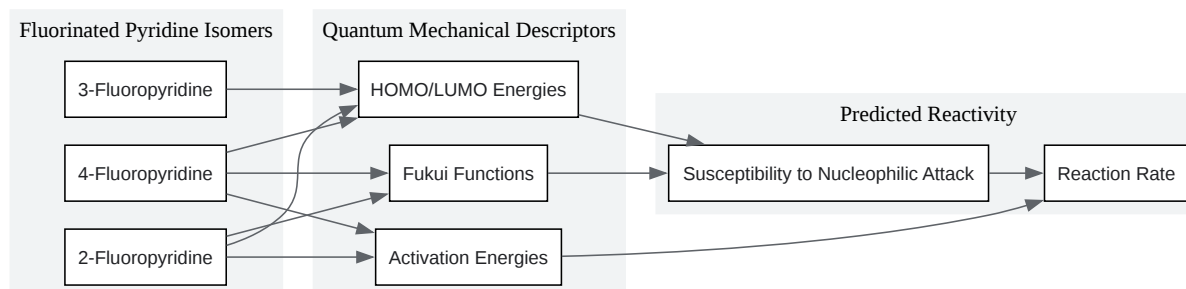 Fluorinated Pyridine Isomers
3-Fluoropyridine
4-Fluoropyridine
2-Fluoropyridine
Quantum Mechanical Descriptors
HOMO/LUMO Energies
Fukui Functions
Activation Energies
Predicted Reactivity
Susceptibility to Nucleophilic Attack
Reaction Rate